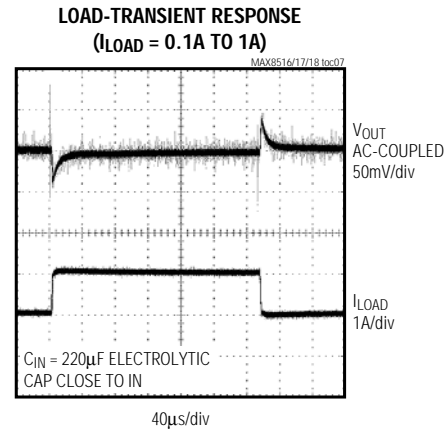 LOAD-TRANSIENT RESPONSE
(ILOAD = 0.1A TO 1A)
MAX8516/17/18 toc07
VOUT
AC-COUPLED
50mV/div
ILOAD
1A/div
CIN = 220μF ELECTROLYTIC
CAP CLOSE TO IN
40μs/div